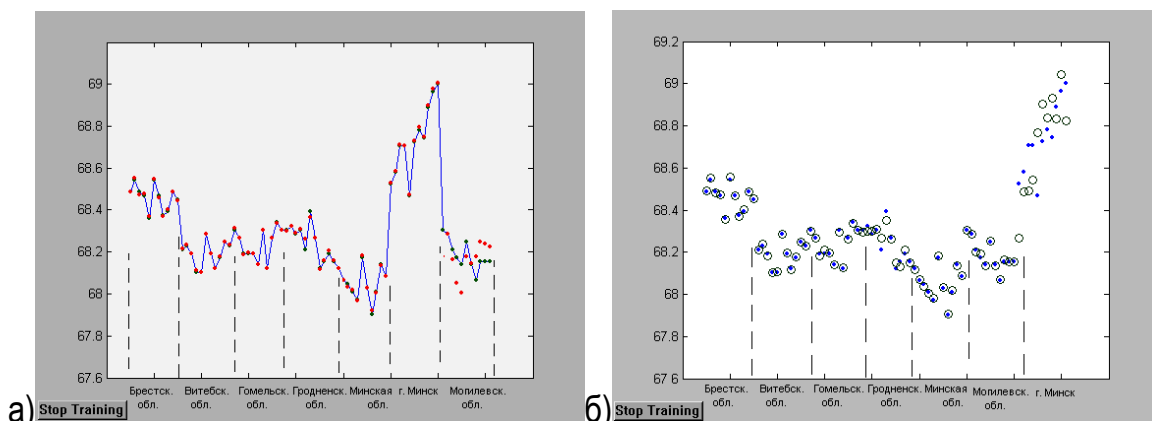 69
68.8
68.6
68.4
68.2
68
67.8
67.6
Брестск. обл.
Витебск. обл.
Гомельск. обл.
Гродненск. обл.
Минская обл.
г. Минск
Могилевск. обл.
а)
Stop Training
69.2
69
68.8
68.6
68.4
68.2
68
67.8
67.6
Брестск. обл.
Витебск. обл.
Гомельск. обл.
Гродненск. обл.
Минская обл.
Могилевск. обл.
г. Минск
б)
Stop Training